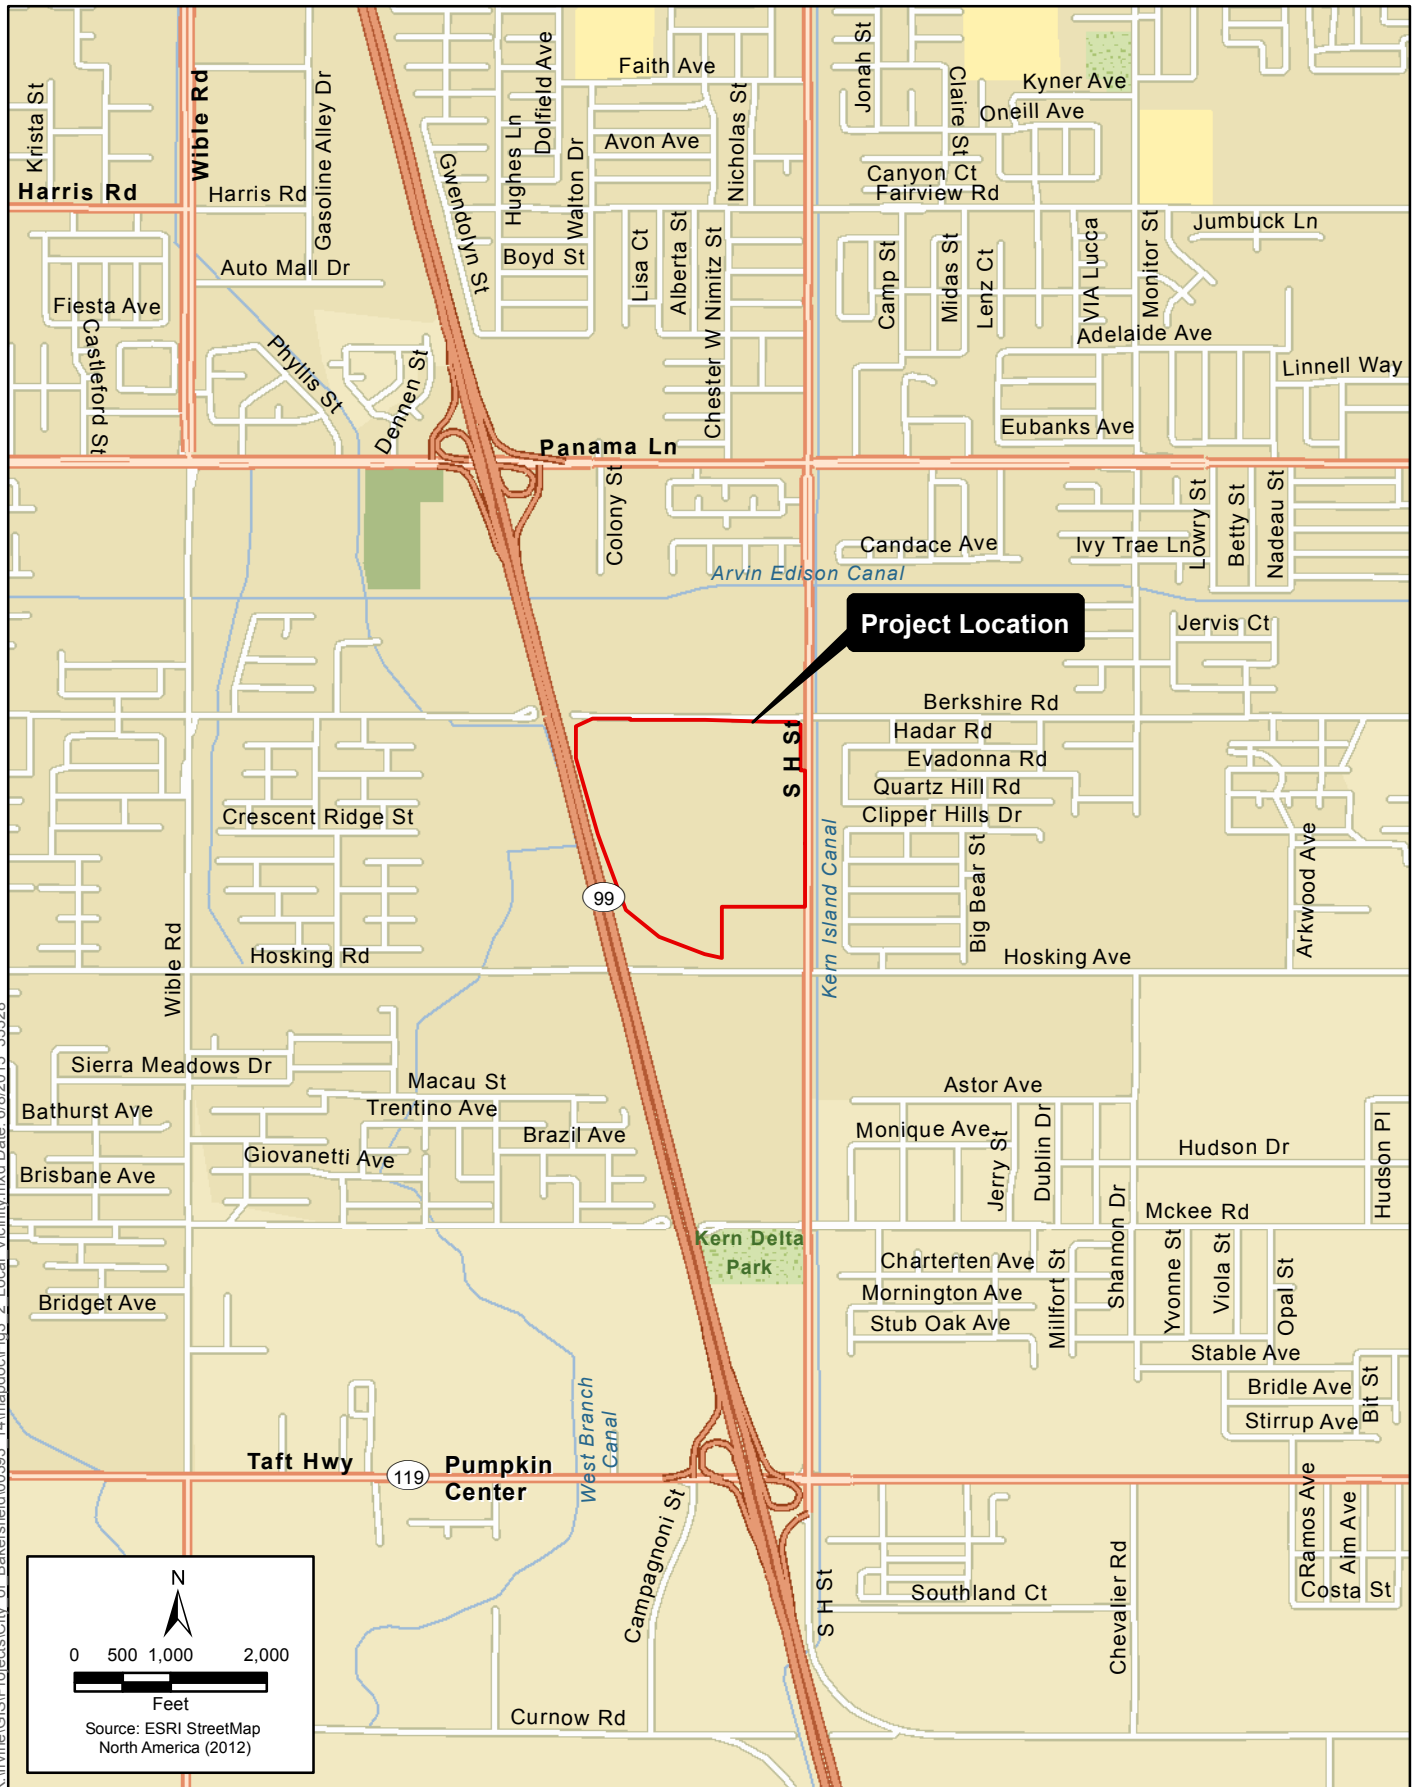 Krista St
Wible Rd
Gasoline Alley Dr
Harris Rd
Harris Rd
Auto Mall Dr
Fiesta Ave
Castleford St
Phyllis St
Dennen St
Gwendolyn St
Hughes Ln
Dolfield Ave
Walton Dr
Faith Ave
Avon Ave
Nicholas St
Boyd St
Lisa Ct
Alberta St
Chester W Nimitz St
Jonah St
Claire St
Kyner Ave
Oneill Ave
Canyon Ct
Fairview Rd
Camp St
Midas St
Lenz Ct
VIA Lucca
Monitor St
Jumbuck Ln
Adelaide Ave
Linnell Way
Eubanks Ave
Panama Ln
Colony St
Candace Ave
Ivy Trae Ln
Lowry St
Betty St
Nadeau St
Arvin Edison Canal
Project Location
Jervis Ct
Berkshire Rd
Hadar Rd
Evadonna Rd
Quartz Hill Rd
Clipper Hills Dr
S H St
Crescent Ridge St
99
Kern Island Canal
Big Bear St
Arkwood Ave
Wible Rd
Hosking Rd
Hosking Ave
Sierra Meadows Dr
Macau St
Bathurst Ave
Trentino Ave
Brazil Ave
Giovanetti Ave
Brisbane Ave
Astor Ave
Monique Ave
Jerry St
Dublin Dr
Hudson Dr
Hudson Pl
Mckee Rd
Kern Delta
Park
Charterten Ave
Mornington Ave
Stub Oak Ave
Millfort St
Shannon Dr
Yvonne St
Viola St
Opal St
Bridget Ave
Stable Ave
Bridle Ave
Stirrup Ave
Bit St
West Branch
Canal
Taft Hwy
119
Pumpkin
Center
Campagnoni St
S H St
Southland Ct
Chevalier Rd
Ramos Ave
Aim Ave
Costa St
Curnow Rd
N
0 500 1,000 2,000
Feet
Source: ESRI StreetMap
North America (2012)